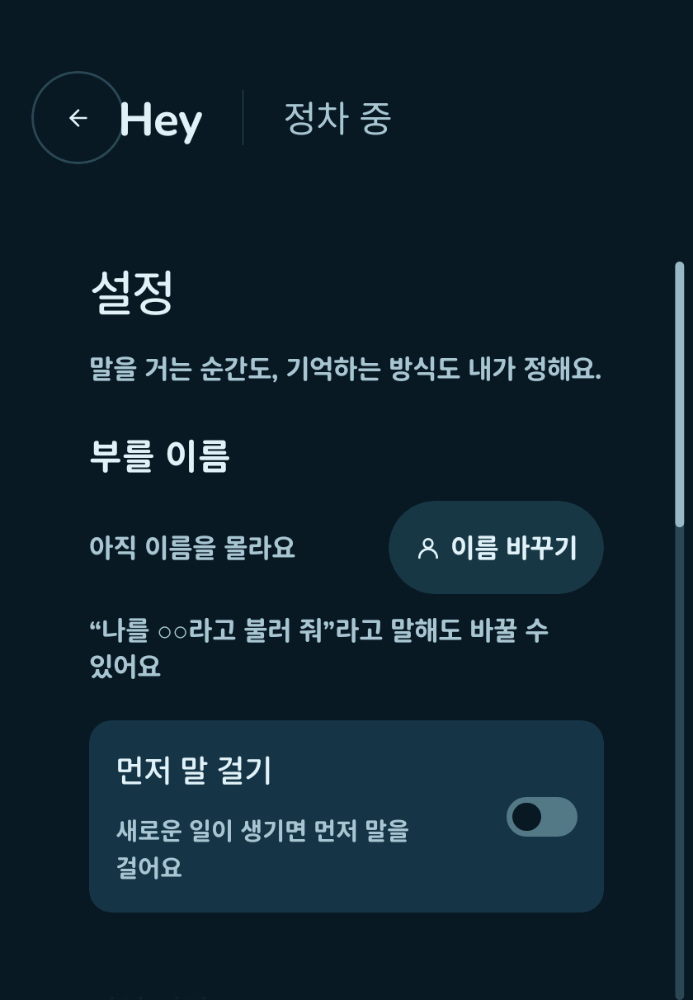 Hey
정차 중
설정
말을 거는 순간도, 기억하는 방식도 내가 정해요.
부를 이름
아직 이름을 몰라요
이름 바꾸기
“나를 ○○라고 불러 줘”라고 말해도 바꿀 수
있어요
먼저 말 걸기
새로운 일이 생기면 먼저 말을
걸어요